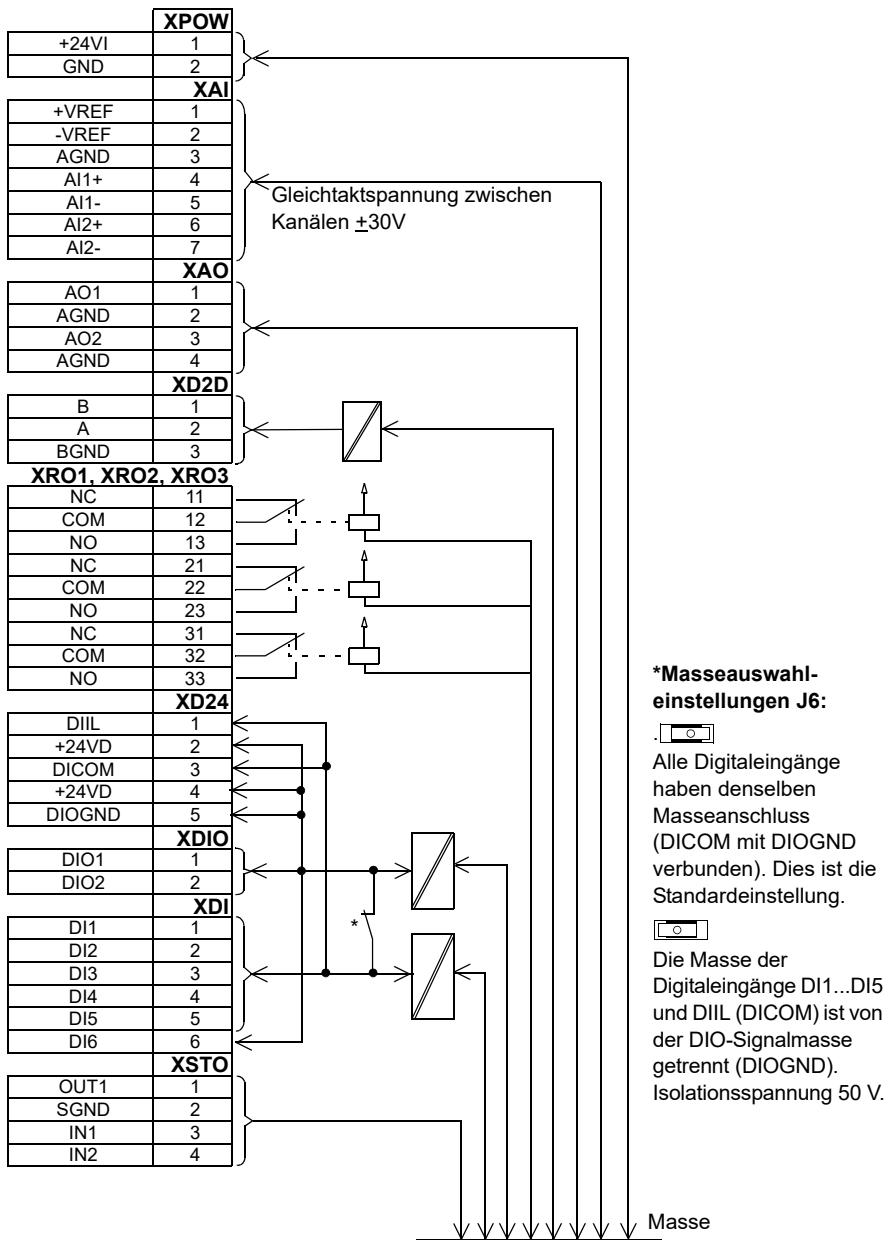 XPOW
+24VI 1
GND 2
XAI
+VREF 1
-VREF 2
AGND 3
AI1+ 4
AI1- 5
AI2+ 6
AI2- 7
Gleichtaktspannung zwischen
Kanälen ±30V
XAO
AO1 1
AGND 2
AO2 3
AGND 4
XD2D
B 1
A 2
BGND 3
XRO1, XRO2, XRO3
NC 11
COM 12
NO 13
NC 21
COM 22
NO 23
NC 31
COM 32
NO 33
XD24
DIIL 1
+24VD 2
DICOM 3
+24VD 4
DIOGND 5
XDIO
DIO1 1
DIO2 2
XDI
DI1 1
DI2 2
DI3 3
DI4 4
DI5 5
DI6 6
*
XSTO
OUT1 1
SGND 2
IN1 3
IN2 4
*Masseauswahl-
einstellungen J6:
.
Alle Digitaleingänge
haben denselben
Masseanschluss
(DICOM mit DIOGND
verbunden). Dies ist die
Standardeinstellung.
Die Masse der
Digitaleingänge DI1...DI5
und DIIL (DICOM) ist von
der DIO-Signalmasse
getrennt (DIOGND).
Isolationsspannung 50 V.
Masse